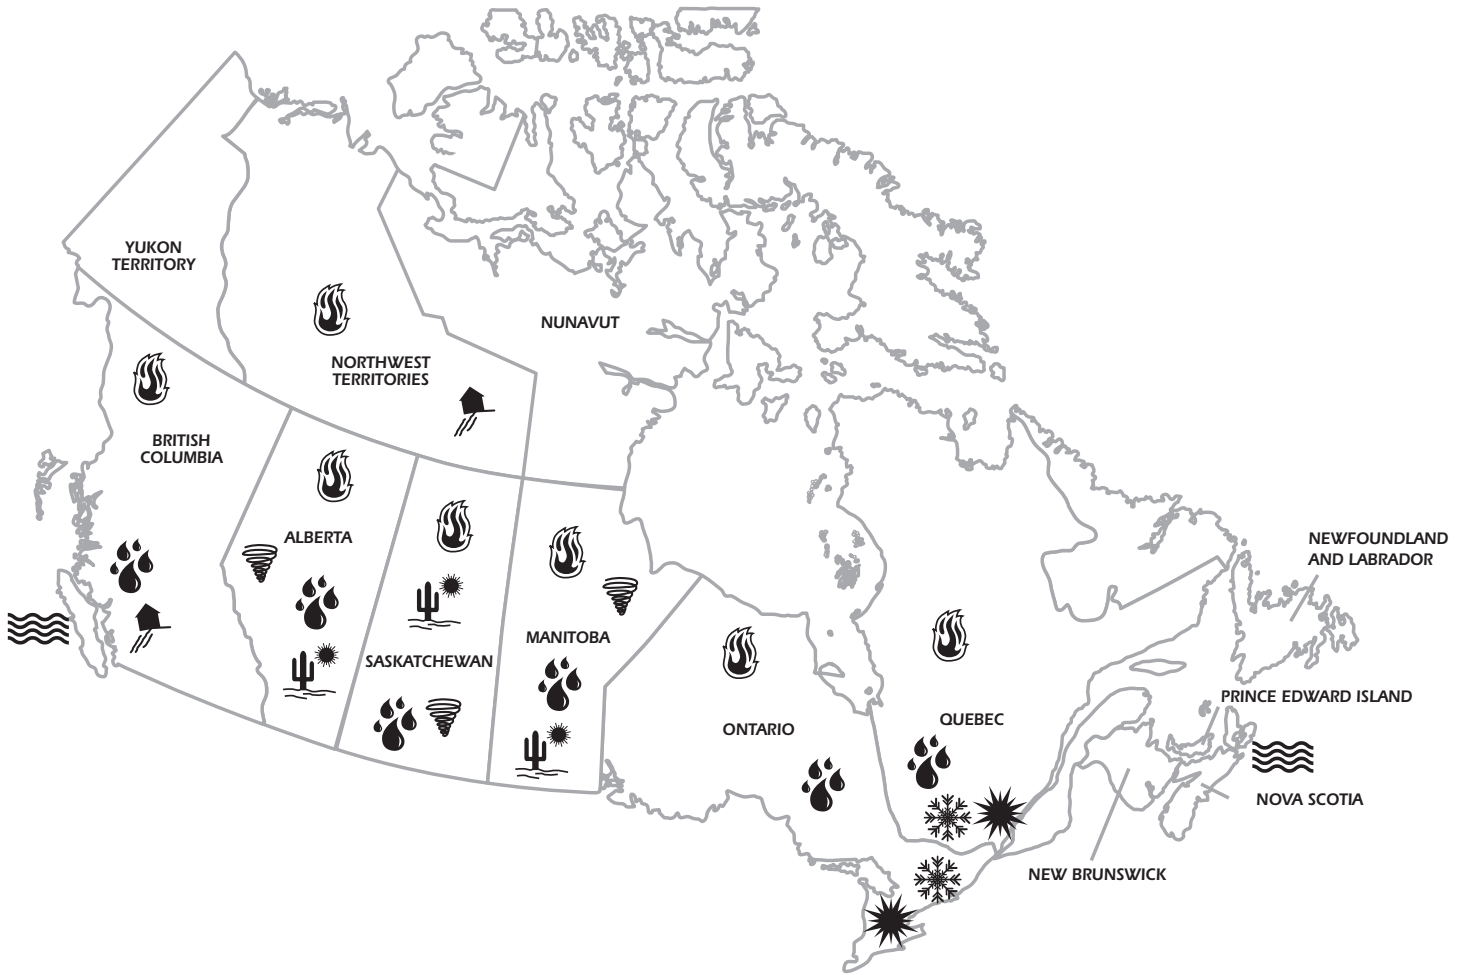 YUKON
TERRITORY
NUNAVUT
NORTHWEST
TERRITORIES
BRITISH
COLUMBIA
ALBERTA
SASKATCHEWAN
MANITOBA
ONTARIO
QUEBEC
NEWFOUNDLAND
AND LABRADOR
PRINCE EDWARD ISLAND
NOVA SCOTIA
NEW BRUNSWICK